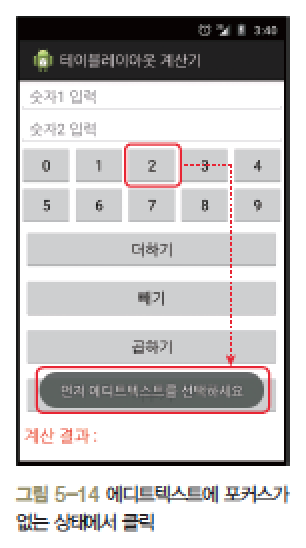 3:40
테이블레이아웃 계산기
숫자1 입력
숫자2 입력
0 1 2 3 4
5 6 7 8 9
더하기
빼기
곱하기
먼저 에디트텍스트를 선택하세요
계산 결과 :
그림 5-14 에디트텍스트에 포커스가
없는 상태에서 클릭